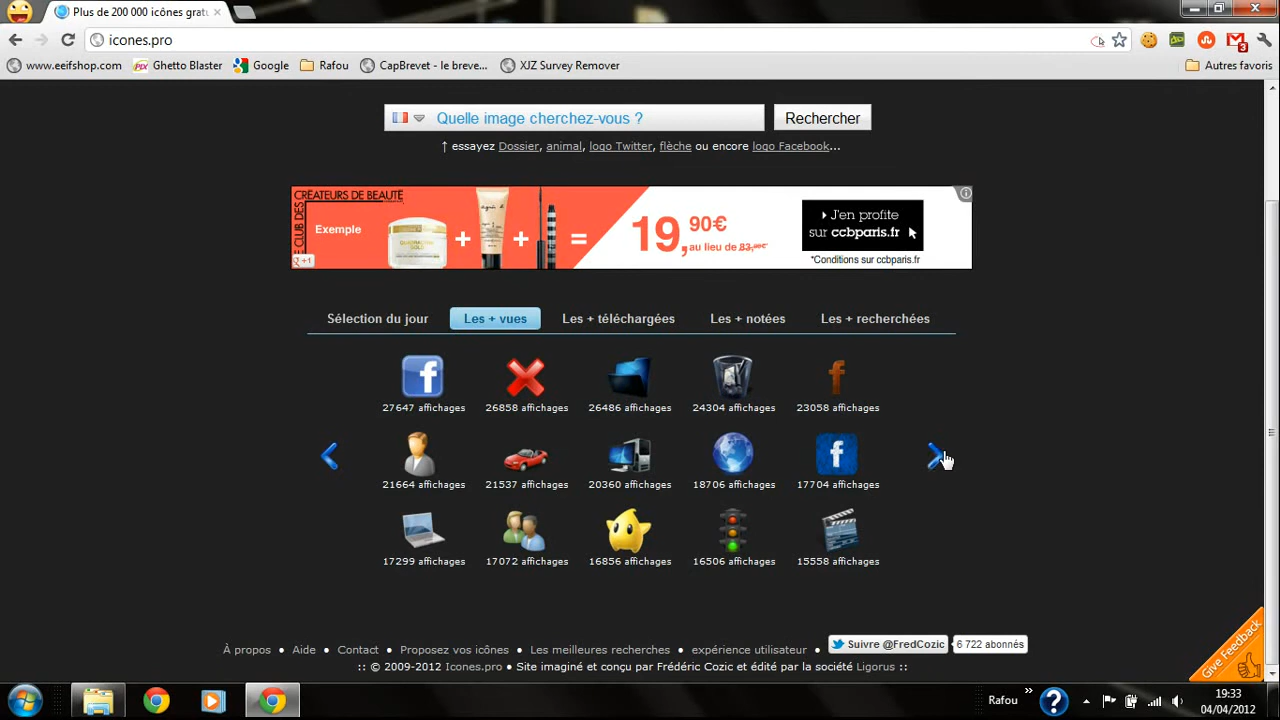 Plus de 200 000 icônes gratu
icones.pro
3
www.eeifshop.com
PIX Ghetto Blaster
Google
Rafou
CapBrevet - le breve...
XJZ Survey Remover
Autres favoris
Quelle image cherchez-vous ?
Rechercher
↑ essayez Dossier, animal, logo Twitter, flèche ou encore logo Facebook...
LE CLUB DES CRÉATEURS DE BEAUTÉ
Exemple
+ + =
19,90€
au lieu de 83,
J'en profite
sur ccbparis.fr
*Conditions sur ccbparis.fr
+1
Sélection du jour
Les + vues
Les + téléchargées
Les + notées
Les + recherchées
27647 affichages
26858 affichages
26486 affichages
24304 affichages
23058 affichages
21664 affichages
21537 affichages
20360 affichages
18706 affichages
17704 affichages
17299 affichages
17072 affichages
16856 affichages
16506 affichages
15558 affichages
Give Feedback
À propos • Aide • Contact • Proposez vos icônes • Les meilleures recherches • expérience utilisateur •
Suivre @FredCozic
6 722 abonnés
:: © 2009-2012 Icones.pro • Site imaginé et conçu par Frédéric Cozic et édité par la société Ligorus ::
Rafou
»
19:33
04/04/2012